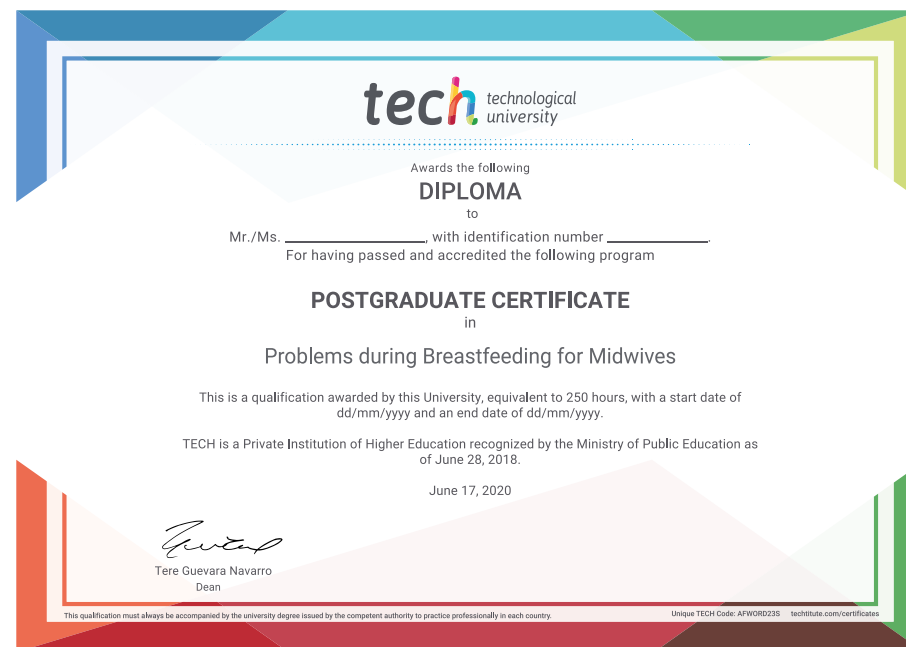 tech technological
university
Awards the following
DIPLOMA
to
Mr./Ms. ____________________, with identification number ______________.
For having passed and accredited the following program
POSTGRADUATE CERTIFICATE
in
Problems during Breastfeeding for Midwives
This is a qualification awarded by this University, equivalent to 250 hours, with a start date of
dd/mm/yyyy and an end date of dd/mm/yyyy.
TECH is a Private Institution of Higher Education recognized by the Ministry of Public Education as
of June 28, 2018.
June 17, 2020
Tere Guevara Navarro
Dean
This qualification must always be accompanied by the university degree issued by the competent authority to practice professionally in each country.
Unique TECH Code: AFWORD23S techtitute.com/certificates